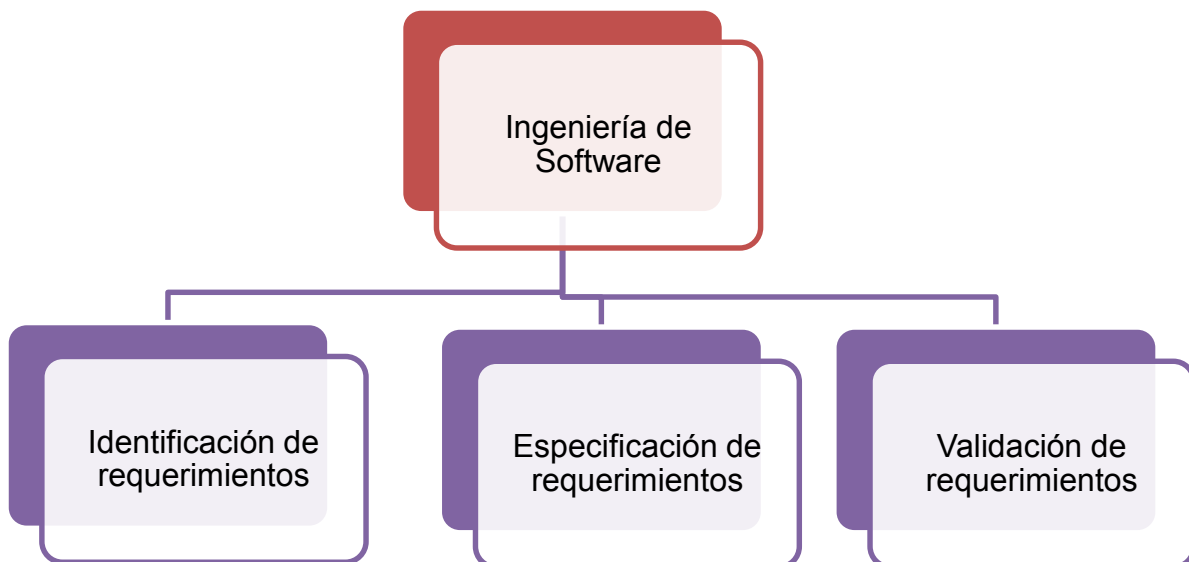 Ingeniería de
Software
Identificación de
requerimientos
Especificación de
requerimientos
Validación de
requerimientos